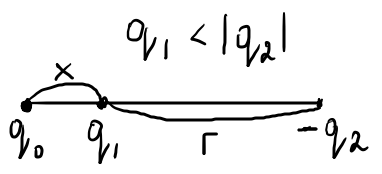 q₁ < |q₂|
x
q₀ q₁ r - q₂